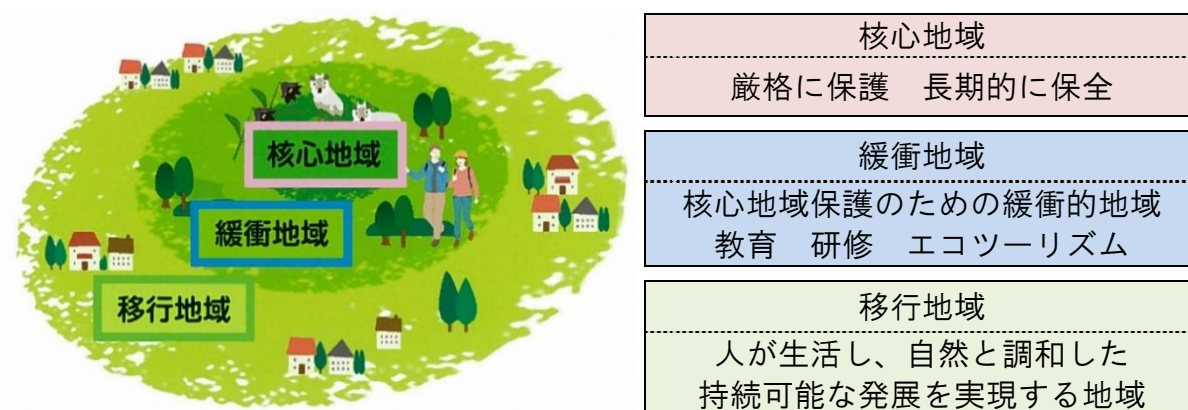 核心地域
緩衝地域
移行地域
核心地域
厳格に保護　長期的に保全
緩衝地域
核心地域保護のための緩衝的地域
教育　研修　エコツーリズム
移行地域
人が生活し、自然と調和した
持続可能な発展を実現する地域